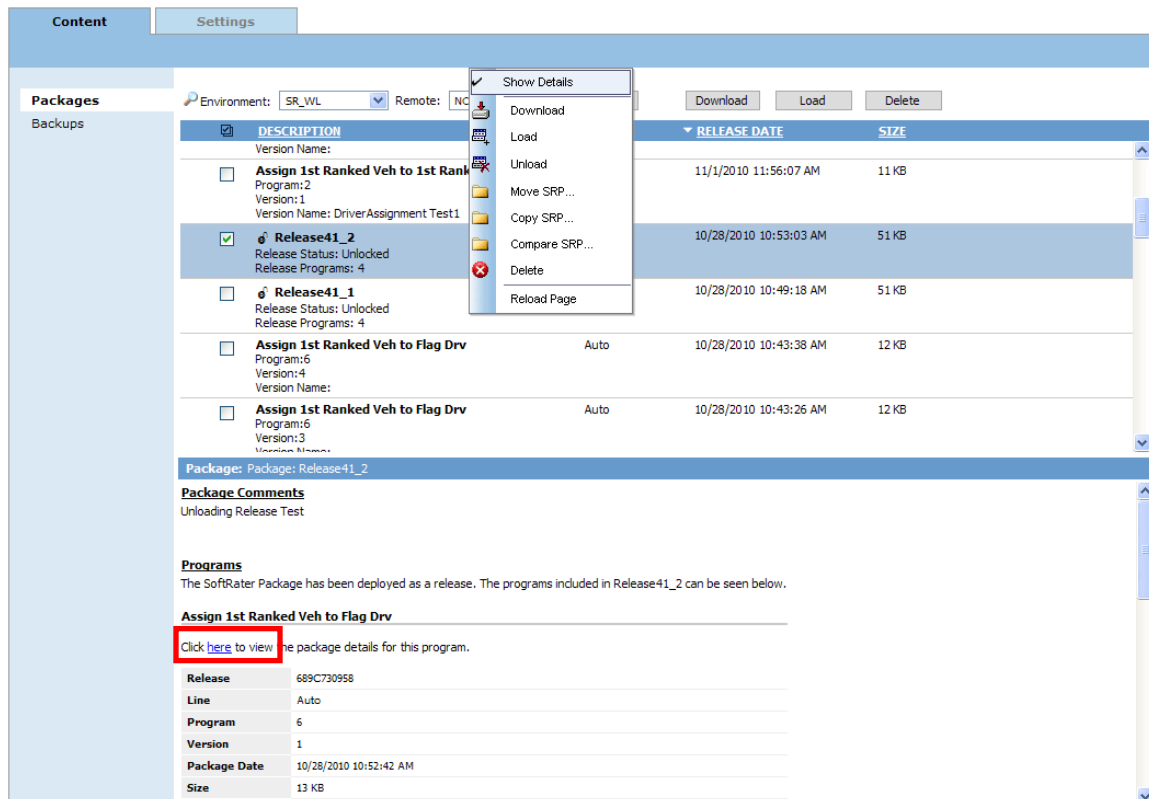 Content
Settings
Packages
Backups
Environment: SR_WL
Remote:
Download
Load
Delete
DESCRIPTION
RELEASE DATE
SIZE
Version Name:
Assign 1st Ranked Veh to 1st
11/1/2010 11:56:07 AM
11 KB
Program:2
Version:1
Version Name: DriverAssignment Test1
Release41_2
10/28/2010 10:53:03 AM
51 KB
Release Status: Unlocked
Release Programs: 4
Release41_1
10/28/2010 10:49:18 AM
51 KB
Release Status: Unlocked
Release Programs: 4
Assign 1st Ranked Veh to Flag Drv
Auto
10/28/2010 10:43:38 AM
12 KB
Program:6
Version:4
Version Name:
Assign 1st Ranked Veh to Flag Drv
Auto
10/28/2010 10:43:26 AM
12 KB
Program:6
Version:3
Version Name:
Show Details
Download
Load
Unload
Move SRP...
Copy SRP...
Compare SRP...
Delete
Reload Page
Package: Package: Release41_2
Package Comments
Unloading Release Test
Programs
The SoftRater Package has been deployed as a release. The programs included in Release41_2 can be seen below.
Assign 1st Ranked Veh to Flag Drv
Click here to view the package details for this program.
Release 689C730958
Line Auto
Program 6
Version 1
Package Date 10/28/2010 10:52:42 AM
Size 13 KB